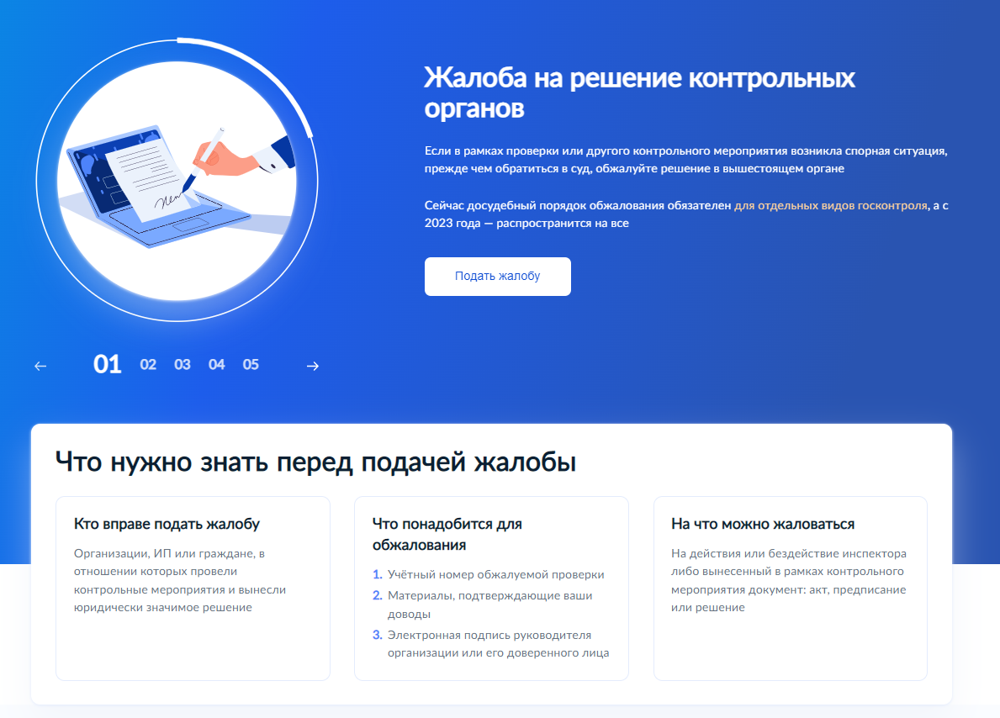 Жалоба на решение контрольных
органов
Если в рамках проверки или другого контрольного мероприятия возникла спорная ситуация,
прежде чем обратиться в суд, обжалуйте решение в вышестоящем органе
Сейчас досудебный порядок обжалования обязателен для отдельных видов госконтроля, а с
2023 года — распространится на все
Подать жалобу
01 02 03 04 05
Что нужно знать перед подачей жалобы
Кто вправе подать жалобу
Организации, ИП или граждане, в
отношении которых провели
контрольные мероприятия и вынесли
юридически значимое решение
Что понадобится для
обжалования
1. Учётный номер обжалуемой проверки
2. Материалы, подтверждающие ваши
доводы
3. Электронная подпись руководителя
организации или его доверенного лица
На что можно жаловаться
На действия или бездействие инспектора
либо вынесенный в рамках контрольного
мероприятия документ: акт, предписание
или решение